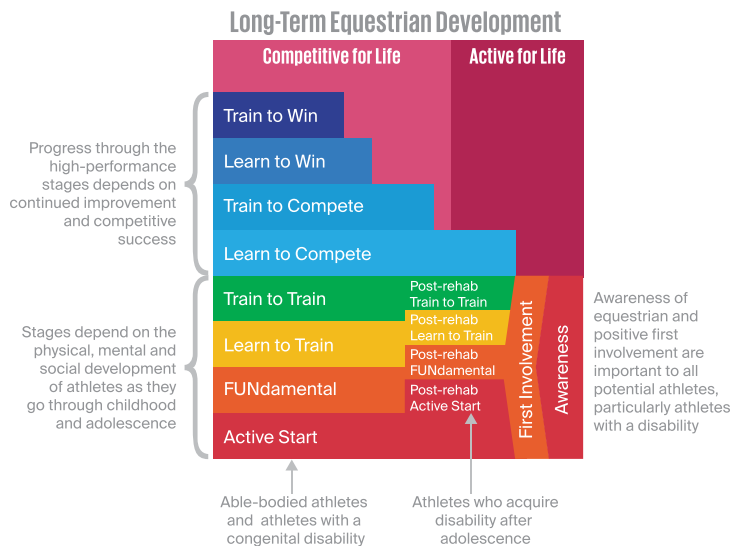 Long-Term Equestrian Development
Competitive for Life
Active for Life
Train to Win
Learn to Win
Train to Compete
Learn to Compete
Progress through the
high-performance
stages depends on
continued improvement
and competitive
success
Train to Train
Learn to Train
FUNdamental
Active Start
Post-rehab
Train to Train
Post-rehab
Learn to Train
Post-rehab
FUNdamental
Post-rehab
Active Start
First Involvement
Awareness
Stages depend on the
physical, mental and
social development
of athletes as they
go through childhood
and adolescence
Awareness of
equestrian and
positive first
involvement are
important to all
potential athletes,
particularly athletes
with a disability
Able-bodied athletes
and athletes with a
congenital disability
Athletes who acquire
disability after
adolescence